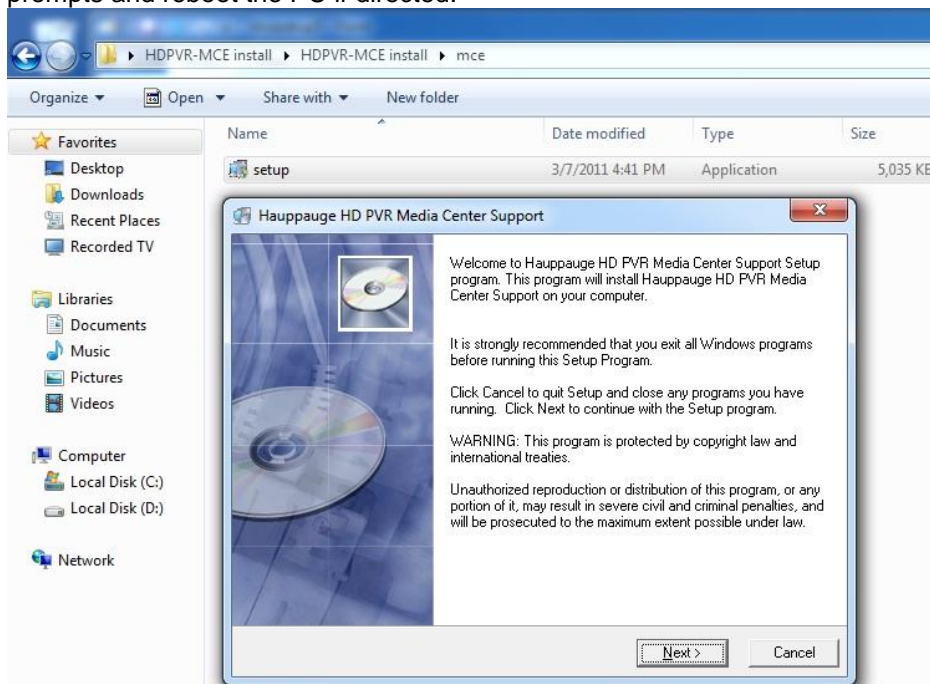 prompts and reboot the PC if directed.
HDPVR-MCE install ▸ HDPVR-MCE install ▸ mce
Organize Open Share with New folder
Name Date modified Type Size
setup 3/7/2011 4:41 PM Application 5,035 KB
Favorites
Desktop
Downloads
Recent Places
Recorded TV
Libraries
Documents
Music
Pictures
Videos
Computer
Local Disk (C:)
Local Disk (D:)
Network
Hauppauge HD PVR Media Center Support
Welcome to Hauppauge HD PVR Media Center Support Setup
program. This program will install Hauppauge HD PVR Media
Center Support on your computer.
It is strongly recommended that you exit all Windows programs
before running this Setup Program.
Click Cancel to quit Setup and close any programs you have
running. Click Next to continue with the Setup program.
WARNING: This program is protected by copyright law and
international treaties.
Unauthorized reproduction or distribution of this program, or any
portion of it, may result in severe civil and criminal penalties, and
will be prosecuted to the maximum extent possible under law.
Next > Cancel